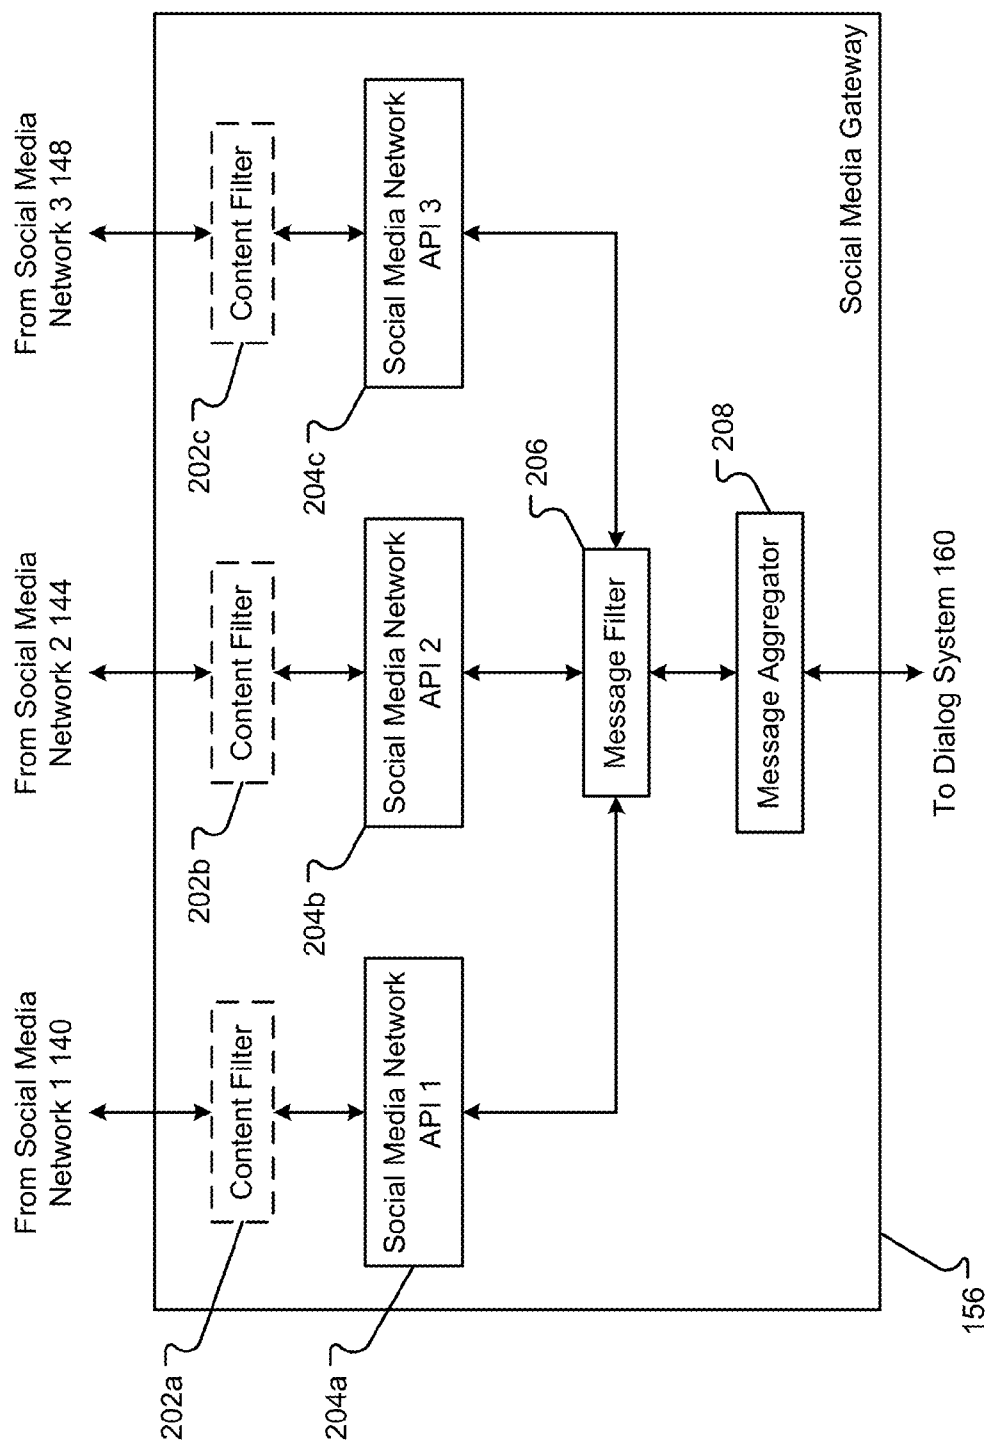 From Social Media
Network 1 140
From Social Media
Network 2 144
From Social Media
Network 3 148
202a
Content Filter
202b
Content Filter
202c
Content Filter
204a
Social Media Network
API 1
204b
Social Media Network
API 2
204c
Social Media Network
API 3
Message Filter
206
Message Aggregator
208
Social Media Gateway
156
To Dialog System 160